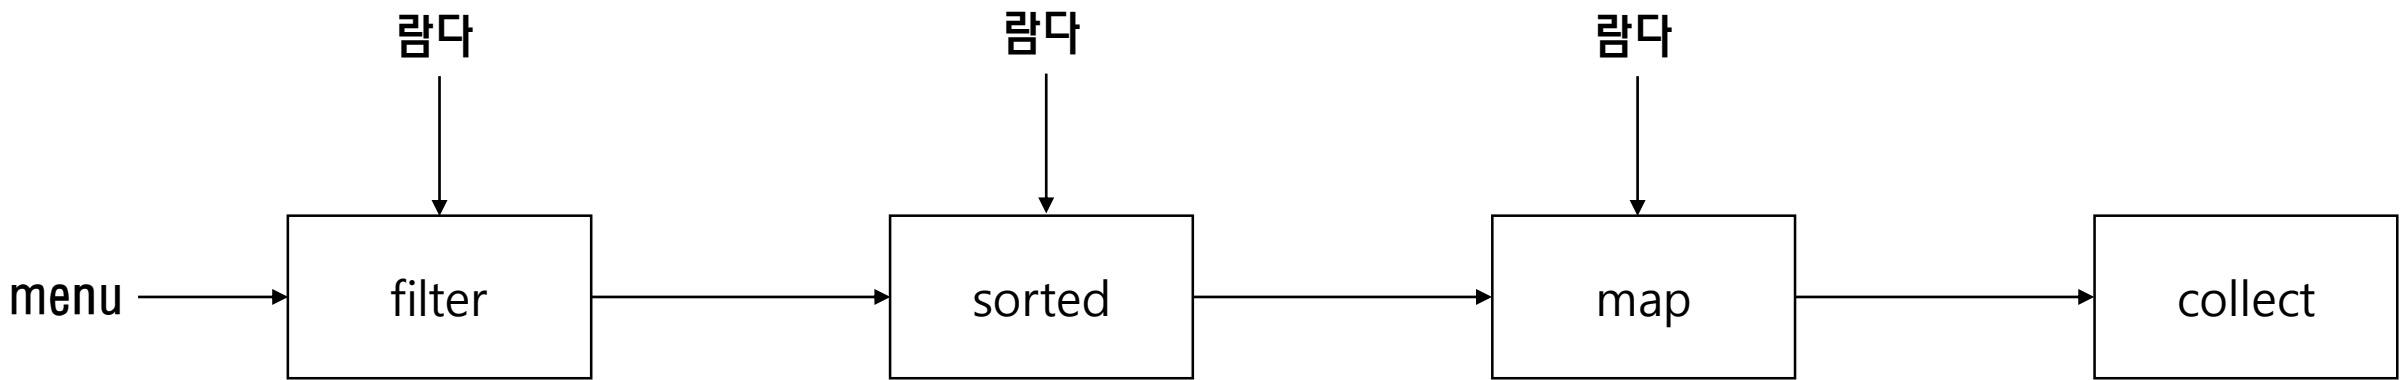 람다
람다
람다
menu
filter
sorted
map
collect